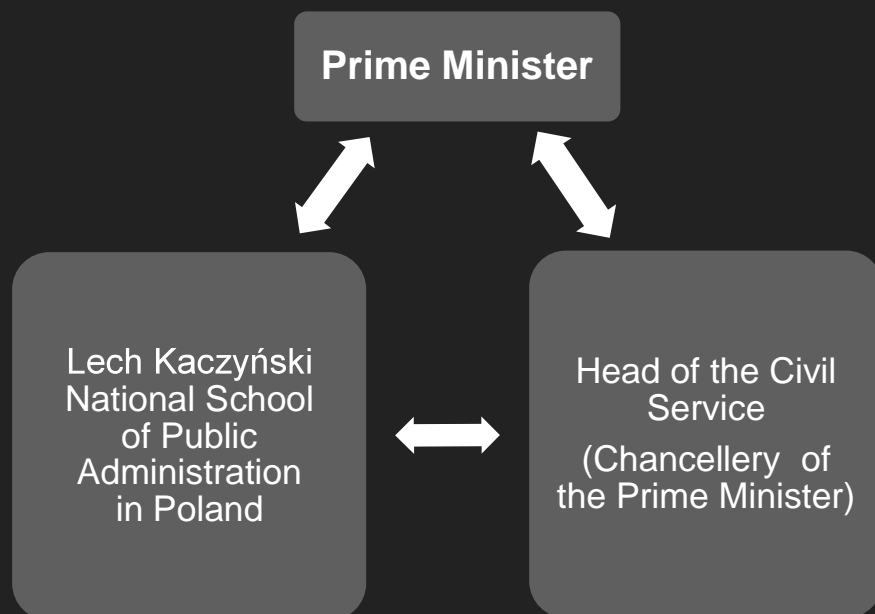 Prime Minister
Lech Kaczyński
National School
of Public
Administration
in Poland
Head of the Civil
Service
(Chancellery of
the Prime Minister)